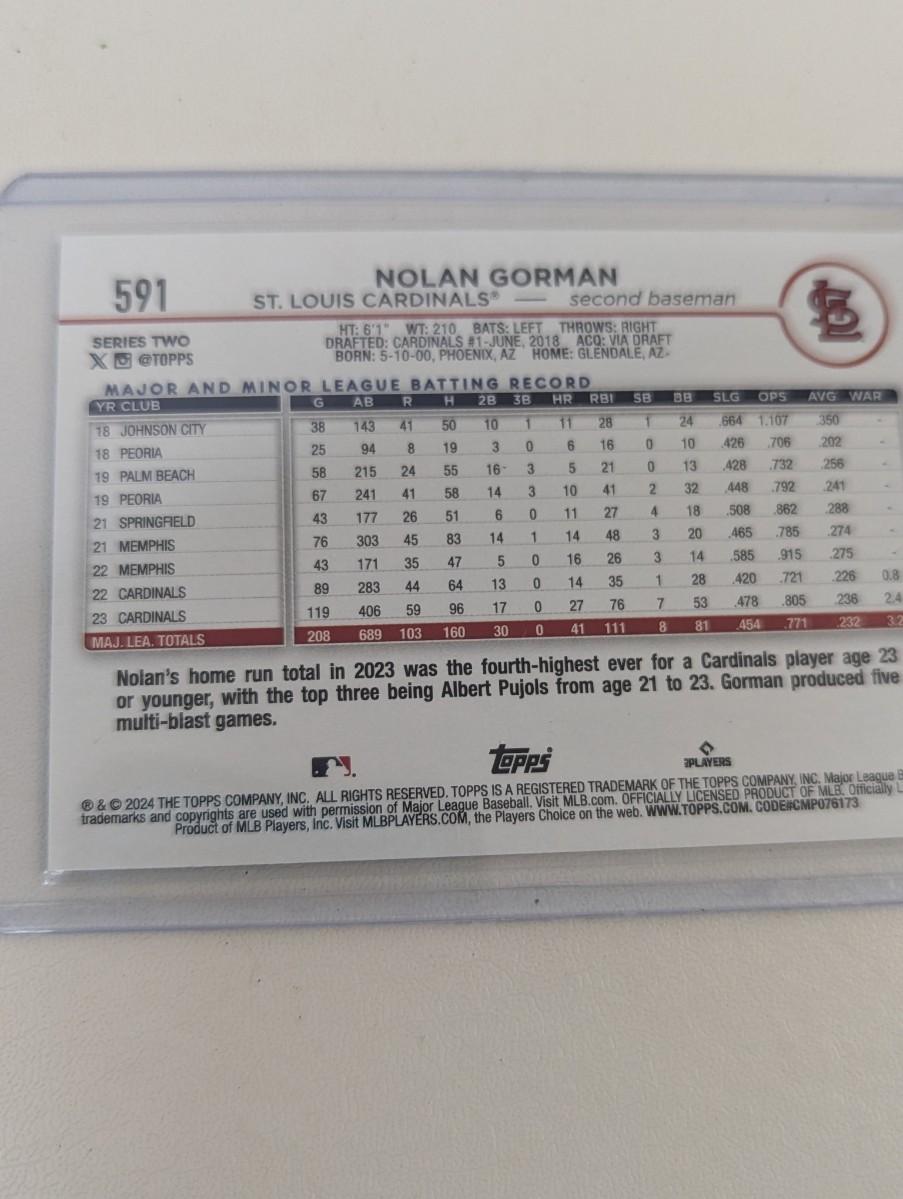 591
NOLAN GORMAN
ST. LOUIS CARDINALS® — second baseman
SERIES TWO
@TOPPS
HT: 6'1" WT: 210 BATS: LEFT THROWS: RIGHT
DRAFTED: CARDINALS #1-JUNE, 2018 ACQ: VIA DRAFT
BORN: 5-10-00, PHOENIX, AZ HOME: GLENDALE, AZ
MAJOR AND MINOR LEAGUE BATTING RECORD
YR CLUB G AB R H 2B 3B HR RBI SB BB SLG OPS AVG WAR
18 JOHNSON CITY 38 143 41 50 10 1 11 28 1 24 .664 1.107 .350 -
18 PEORIA 25 94 8 19 3 0 6 16 0 10 .426 .706 .202 -
19 PALM BEACH 58 215 24 55 16 3 5 21 0 13 .428 .732 .256 -
19 PEORIA 67 241 41 58 14 3 10 41 2 32 .448 .792 .241 -
21 SPRINGFIELD 43 177 26 51 6 0 11 27 4 18 .508 .862 .288 -
21 MEMPHIS 76 303 45 83 14 1 14 48 3 20 .465 .785 .274 -
22 MEMPHIS 43 171 35 47 5 0 16 26 3 14 .585 .915 .275 -
22 CARDINALS 89 283 44 64 13 0 14 35 1 28 .420 .721 .226 0.8
23 CARDINALS 119 406 59 96 17 0 27 76 7 53 .478 .805 .236 2.4
MAJ. LEA. TOTALS 208 689 103 160 30 0 41 111 8 81 .454 .771 .232 3.2
Nolan's home run total in 2023 was the fourth-highest ever for a Cardinals player age 23
or younger, with the top three being Albert Pujols from age 21 to 23. Gorman produced five
multi-blast games.
topps
PLAYERS
® & © 2024 THE TOPPS COMPANY, INC. ALL RIGHTS RESERVED. TOPPS IS A REGISTERED TRADEMARK OF THE TOPPS COMPANY, INC. Major League B
trademarks and copyrights are used with permission of Major League Baseball. Visit MLB.com. OFFICIALLY LICENSED PRODUCT OF MLB. Officially L
Product of MLB Players, Inc. Visit MLBPLAYERS.COM, the Players Choice on the web. WWW.TOPPS.COM. CODE#CMP076173